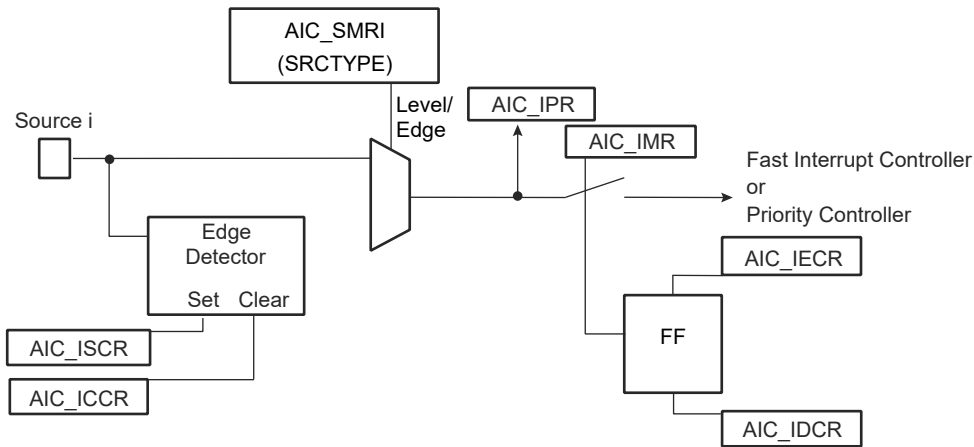 AIC_SMRI
(SRCTYPE)
Level/
Edge
AIC_IPR
Source i
AIC_IMR
Fast Interrupt Controller
or
Priority Controller
Edge
Detector
Set Clear
AIC_IECR
FF
AIC_ISCR
AIC_ICCR
AIC_IDCR